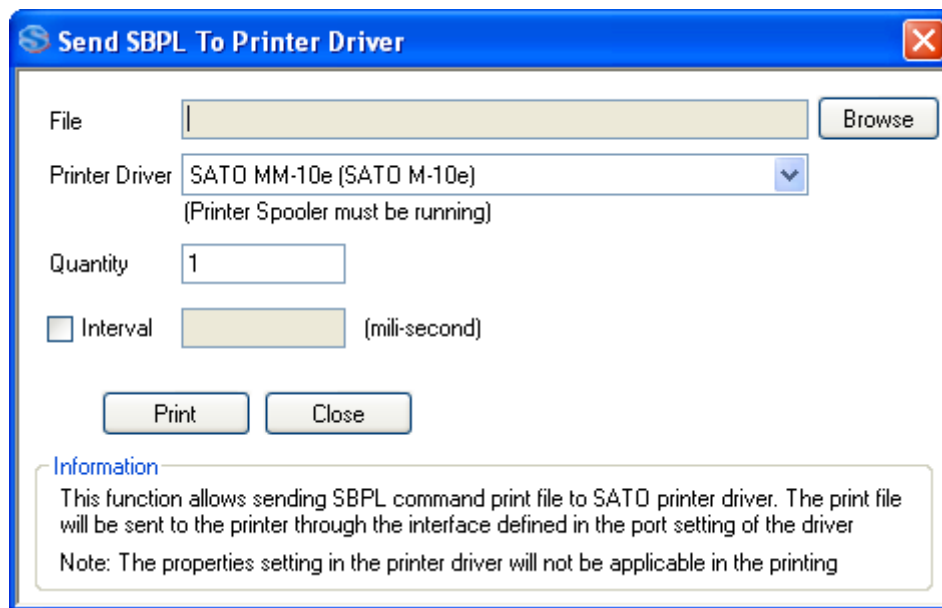 Send SBPL To Printer Driver
File
Browse
Printer Driver SATO MM-10e (SATO M-10e)
(Printer Spooler must be running)
Quantity 1
Interval (mili-second)
Print Close
Information
This function allows sending SBPL command print file to SATO printer driver. The print file
will be sent to the printer through the interface defined in the port setting of the driver
Note: The properties setting in the printer driver will not be applicable in the printing